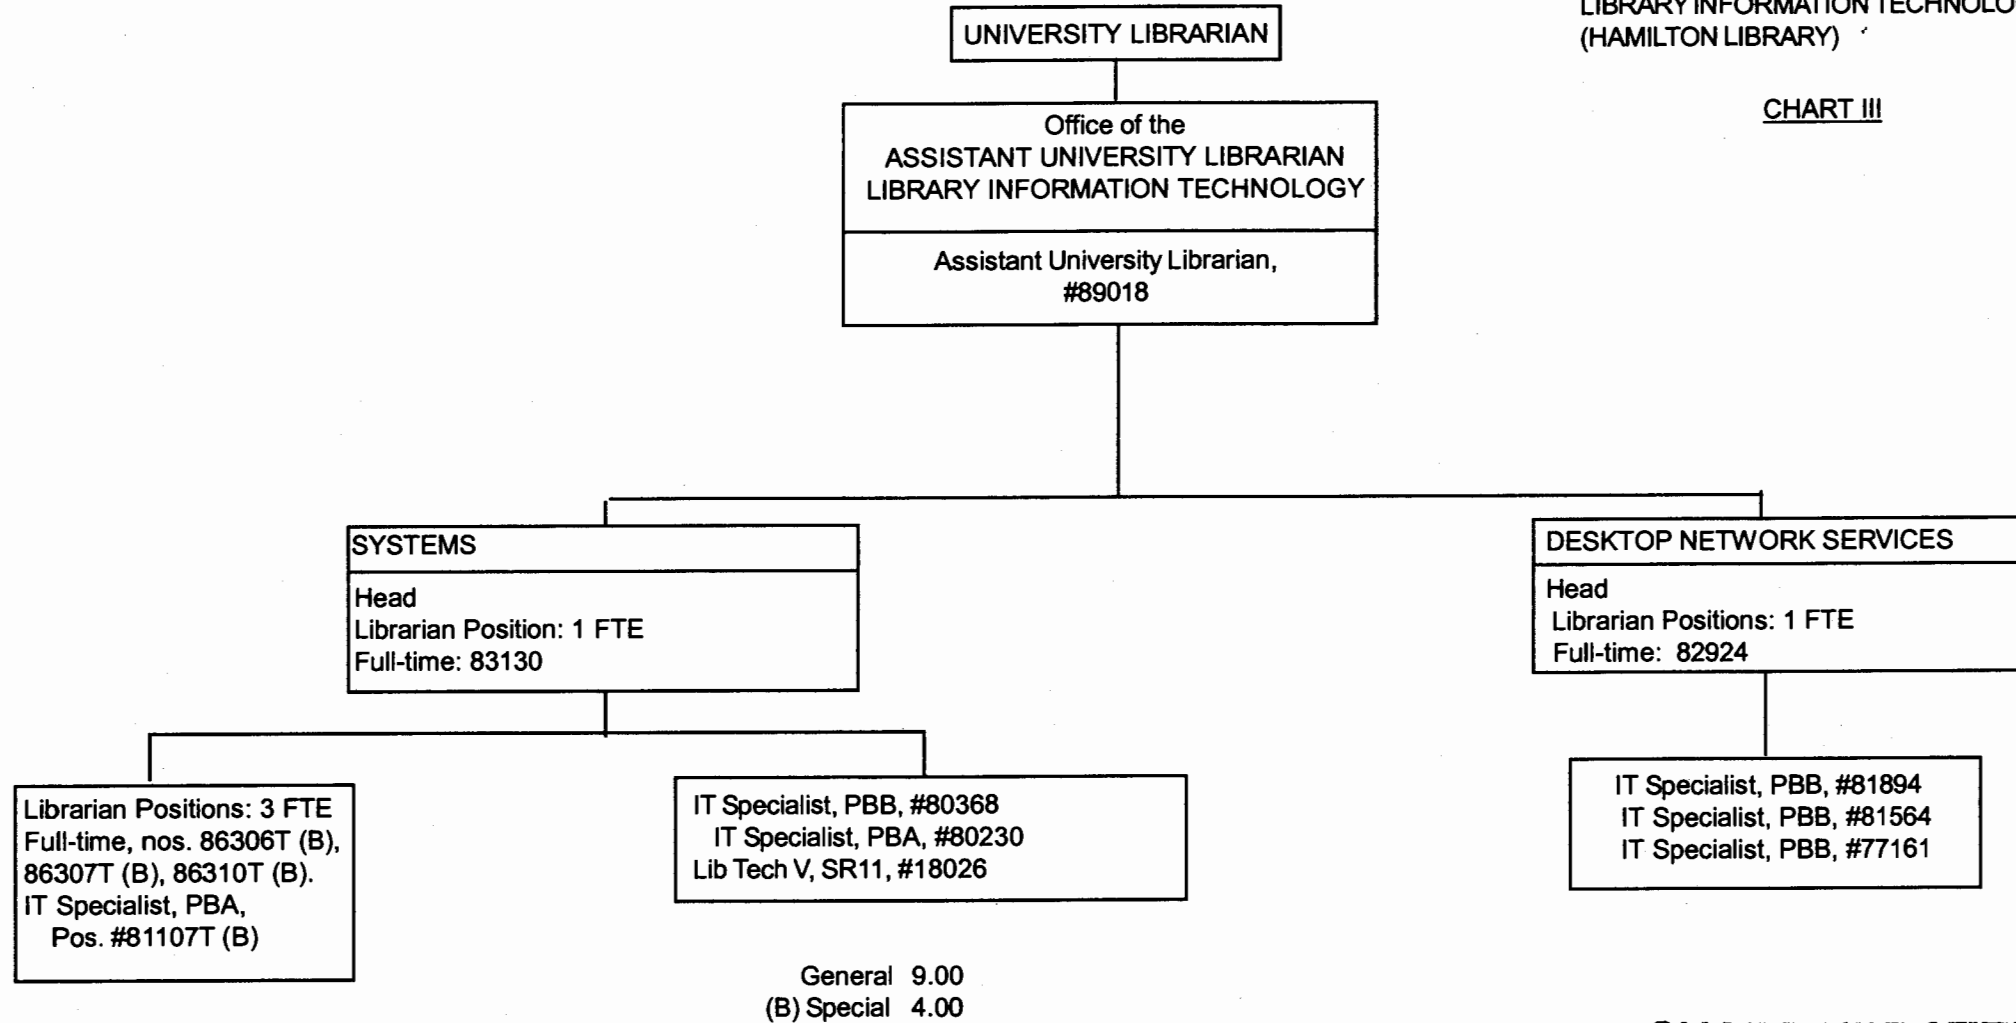 LIBRARY INFORMATION
(HAMILTON LIBRARY)
CHART III
UNIVERSITY LIBRARIAN
Office of the
ASSISTANT UNIVERSITY LIBRARIAN
LIBRARY INFORMATION TECHNOLOGY
Assistant University Librarian,
#89018
SYSTEMS
Head
Librarian Position: 1 FTE
Full-time: 83130
DESKTOP NETWORK SERVICES
Head
Librarian Positions: 1 FTE
Full-time: 82924
Librarian Positions: 3 FTE
Full-time, nos. 86306T (B),
86307T (B), 86310T (B).
IT Specialist, PBA,
Pos. #81107T (B)
IT Specialist, PBB, #80368
IT Specialist, PBA, #80230
Lib Tech V, SR11, #18026
IT Specialist, PBB, #81894
IT Specialist, PBB, #81564
IT Specialist, PBB, #77161
General 9.00
(B) Special 4.00